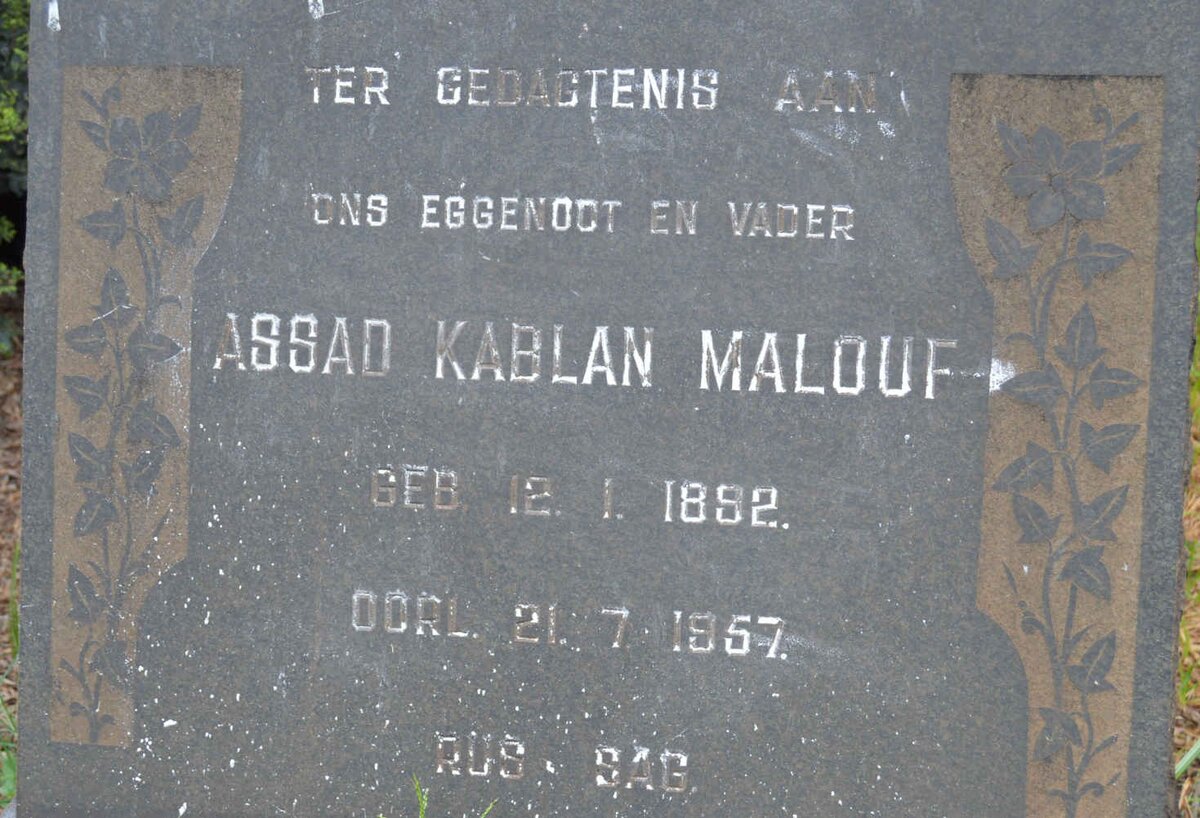 TER GEDAGTENIS AAN
ONS EGGENOOT EN VADER
ASSAD KABLAN MALOUF
GEB. 12. 1. 1892.
OORL. 21. 7. 1957.
RUS SAG.